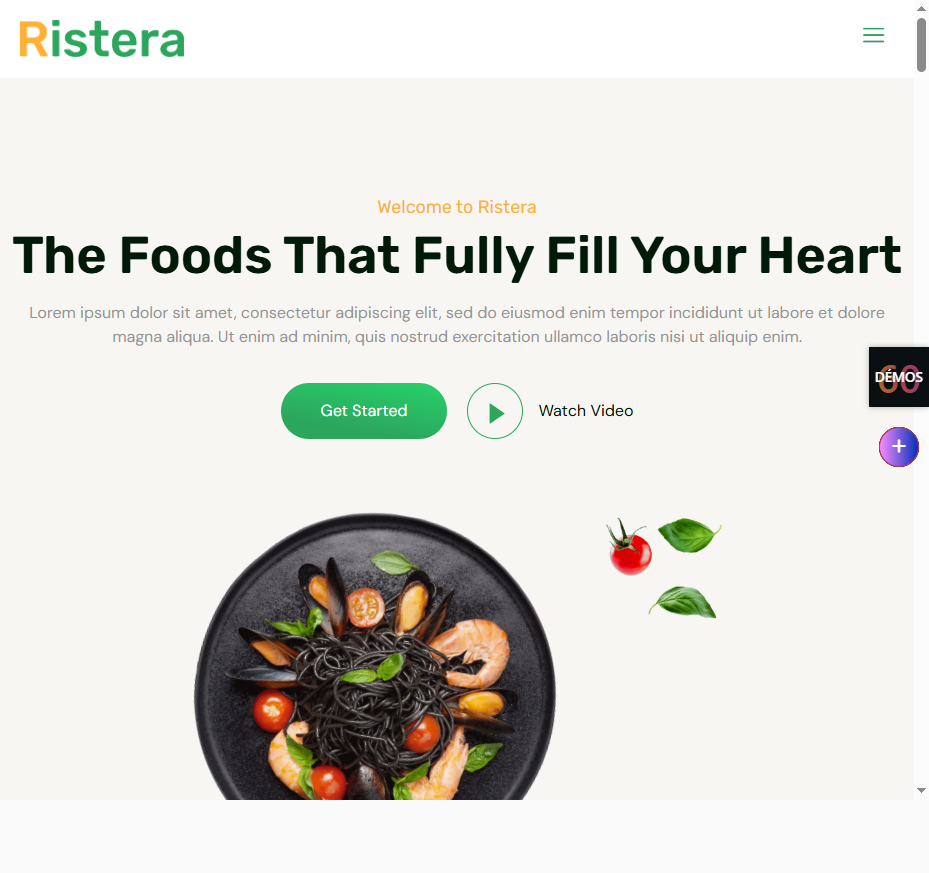 Ristera
Welcome to Ristera
The Foods That Fully Fill Your Heart
Lorem ipsum dolor sit amet, consectetur adipiscing elit, sed do eiusmod enim tempor incididunt ut labore et dolore
magna aliqua. Ut enim ad minim, quis nostrud exercitation ullamco laboris nisi ut aliquip enim.
Get Started
Watch Video
60
DÉMOS
+